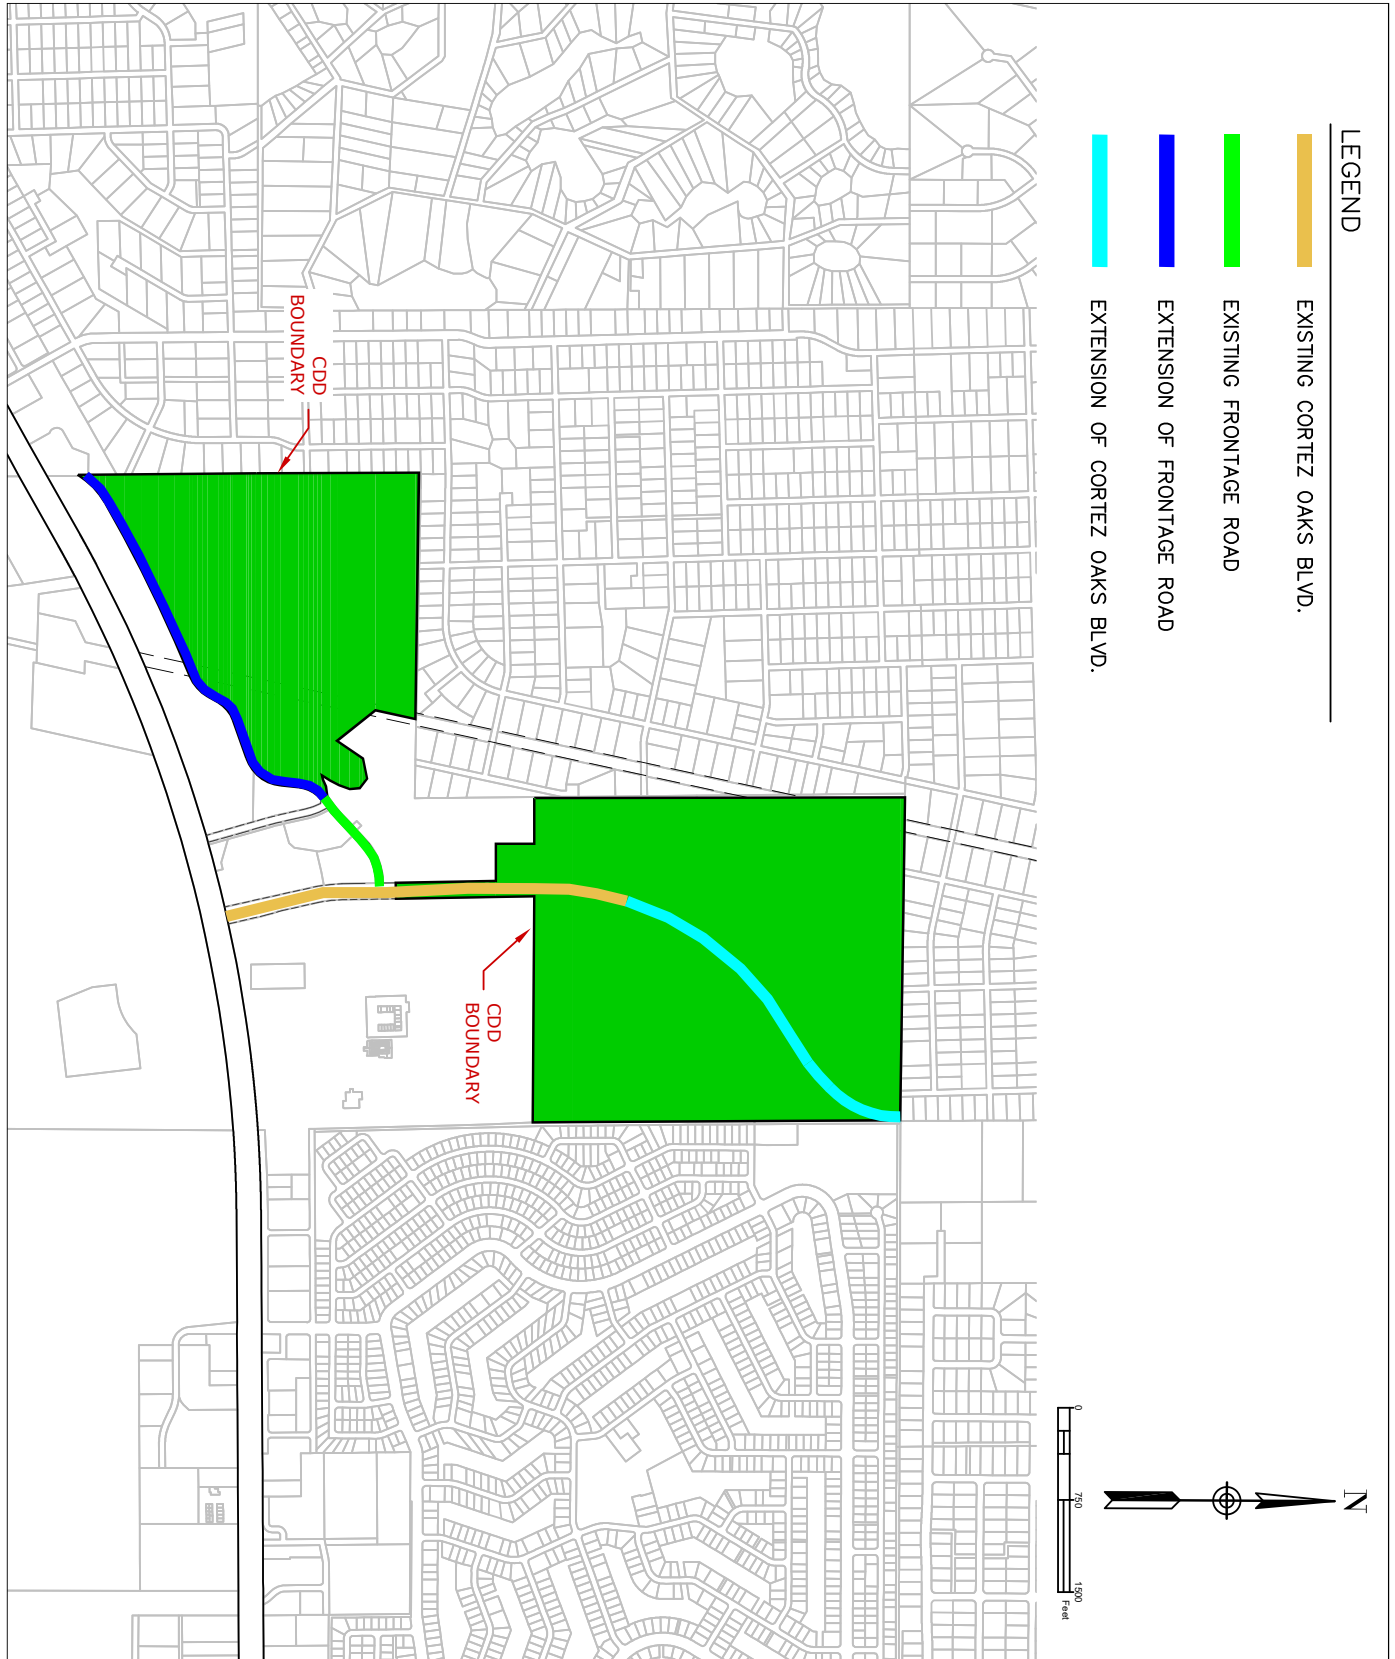 LEGEND
EXISTING CORTEZ OAKS BLVD.
EXISTING FRONTAGE ROAD
EXTENSION OF FRONTAGE ROAD
EXTENSION OF CORTEZ OAKS BLVD.
N
0 750 1500
Feet
CDD
BOUNDARY
CDD
BOUNDARY